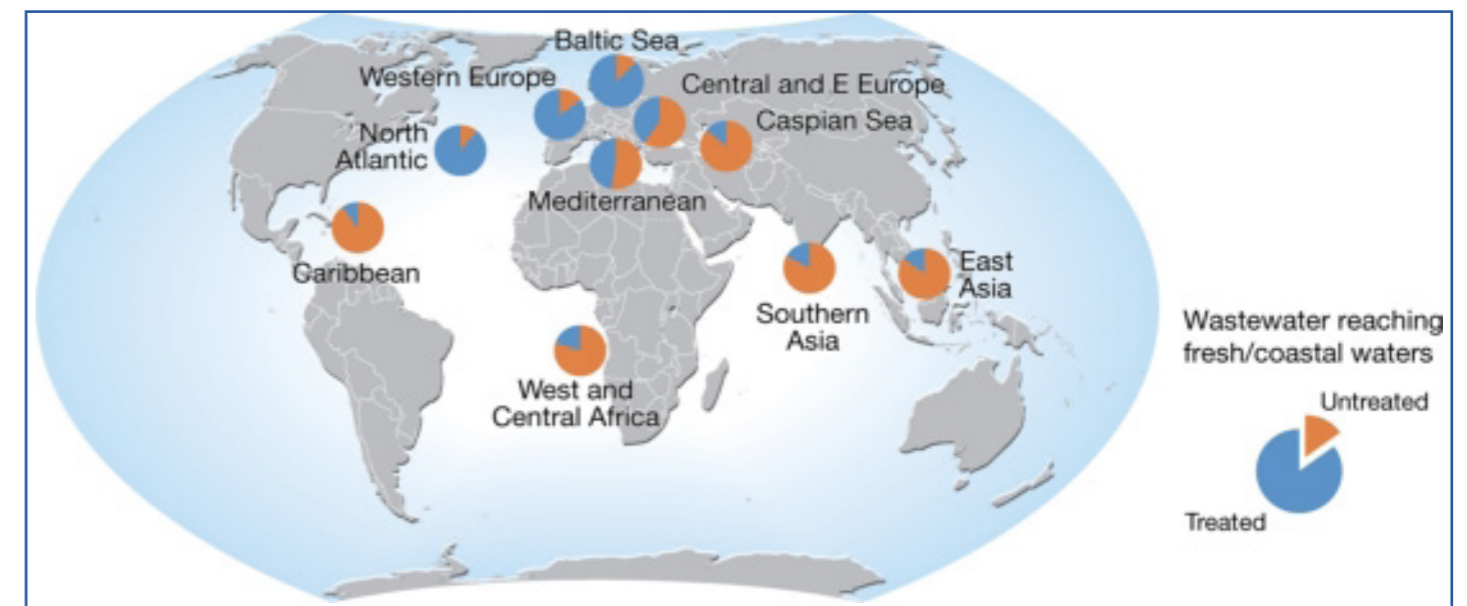 Baltic Sea
Western Europe
Central and E Europe
Caspian Sea
North
Atlantic
Mediterranean
Caribbean
East
Asia
Southern
Asia
West and
Central Africa
Wastewater reaching
fresh/coastal waters
Untreated
Treated